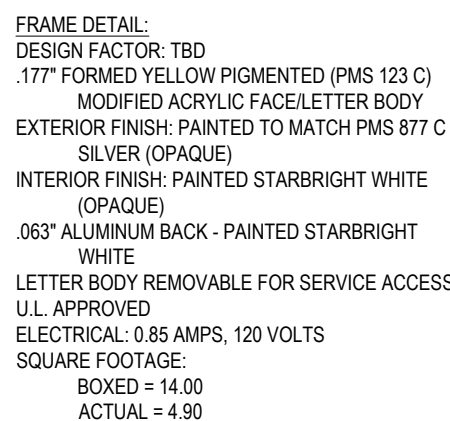 FRAME DETAIL:
DESIGN FACTOR: TBD
.177" FORMED YELLOW PIGMENTED (PMS 123 C)
MODIFIED ACRYLIC FACE/LETTER BODY
EXTERIOR FINISH: PAINTED TO MATCH PMS 877 C
SILVER (OPAQUE)
INTERIOR FINISH: PAINTED STARBRIGHT WHITE
(OPAQUE)
.063" ALUMINUM BACK - PAINTED STARBRIGHT
WHITE
LETTER BODY REMOVABLE FOR SERVICE ACCESS
U.L. APPROVED
ELECTRICAL: 0.85 AMPS, 120 VOLTS
SQUARE FOOTAGE:
BOXED = 14.00
ACTUAL = 4.90